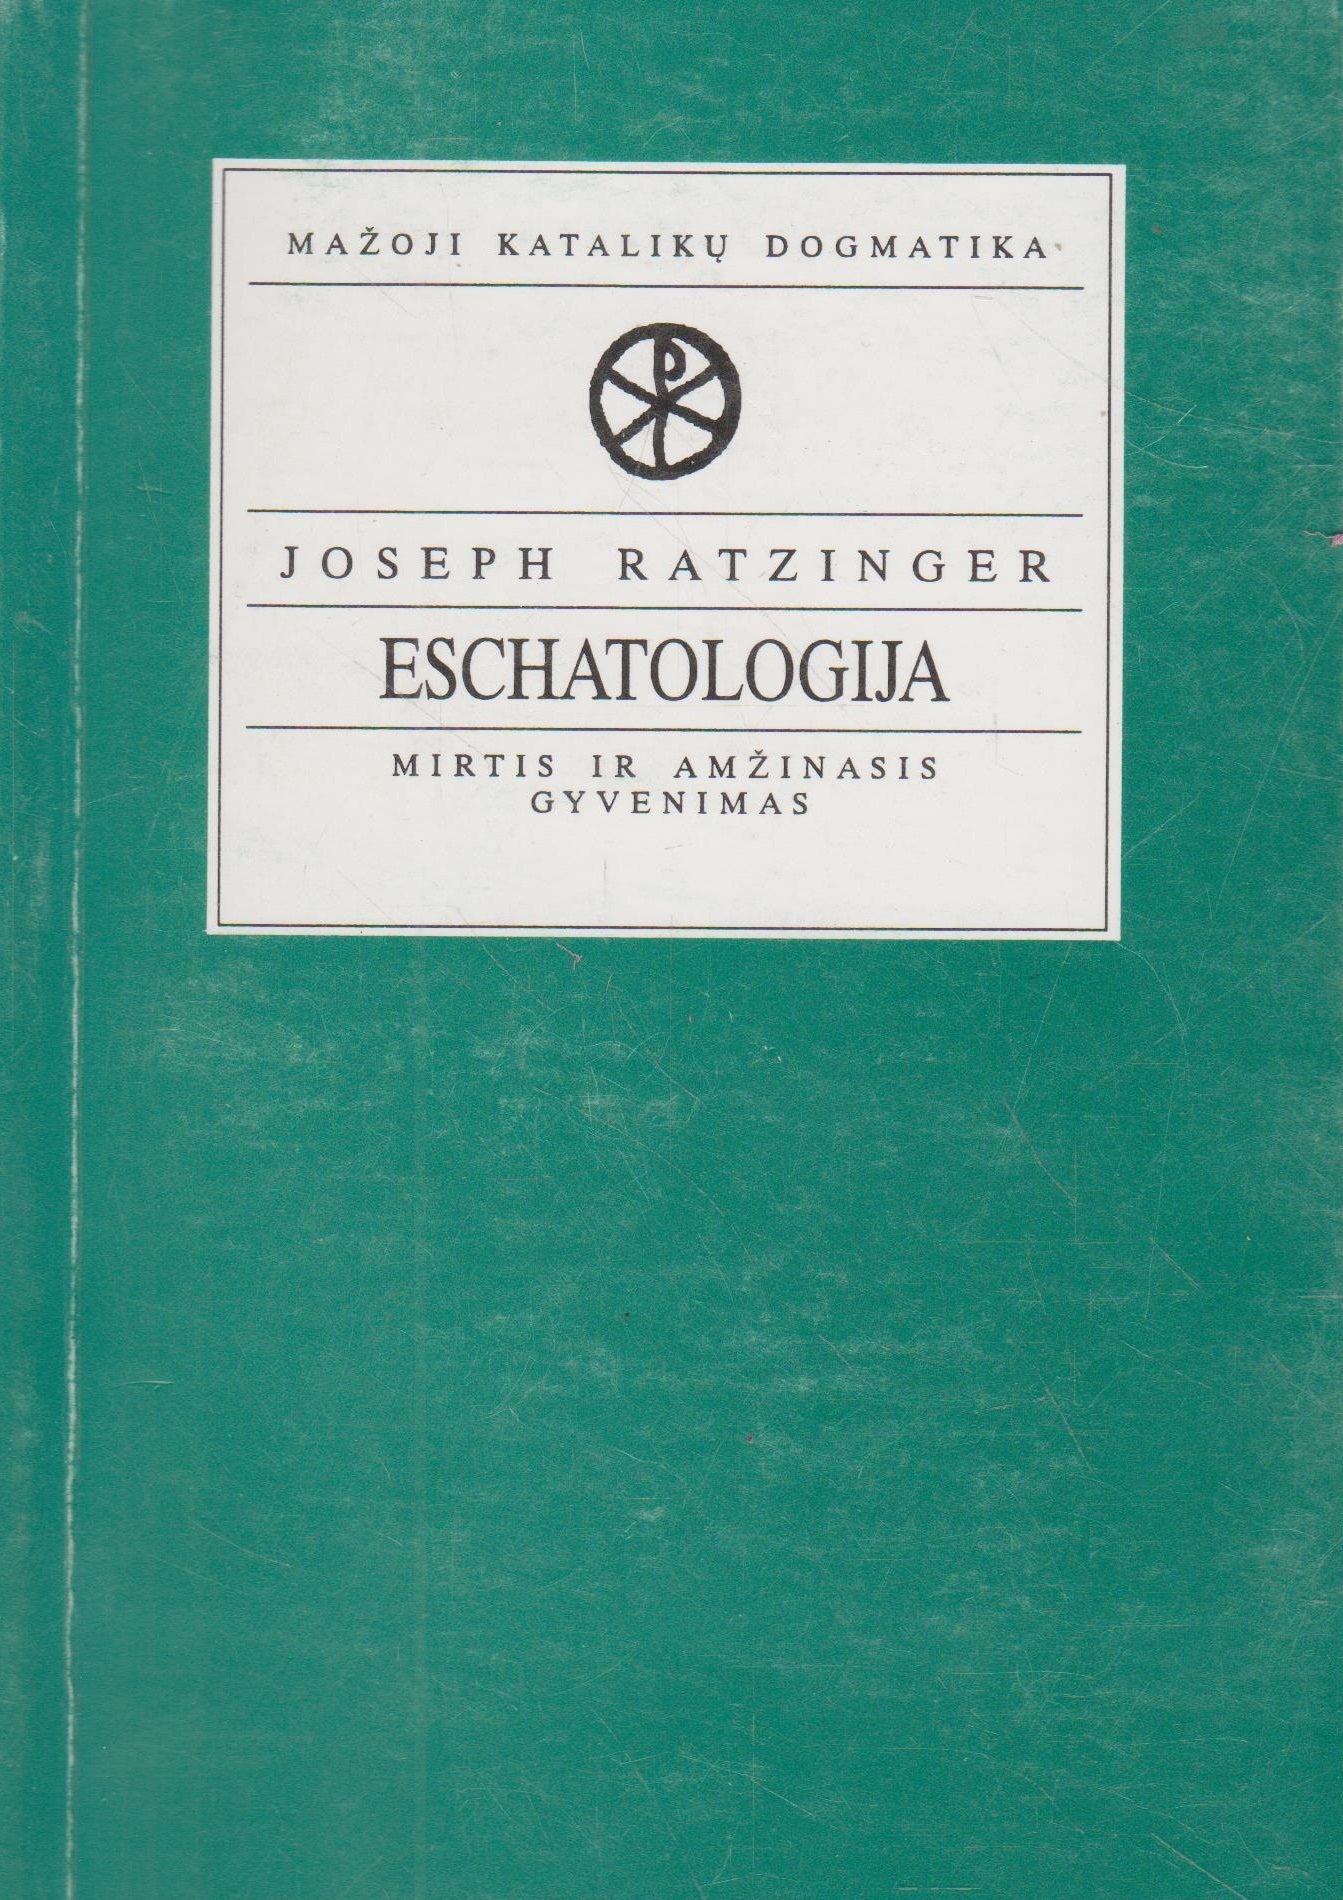 MAŽOJI KATALIKŲ DOGMATIKA
JOSEPH RATZINGER
ESCHATOLOGIJA
MIRTIS IR AMŽINASIS
GYVENIMAS